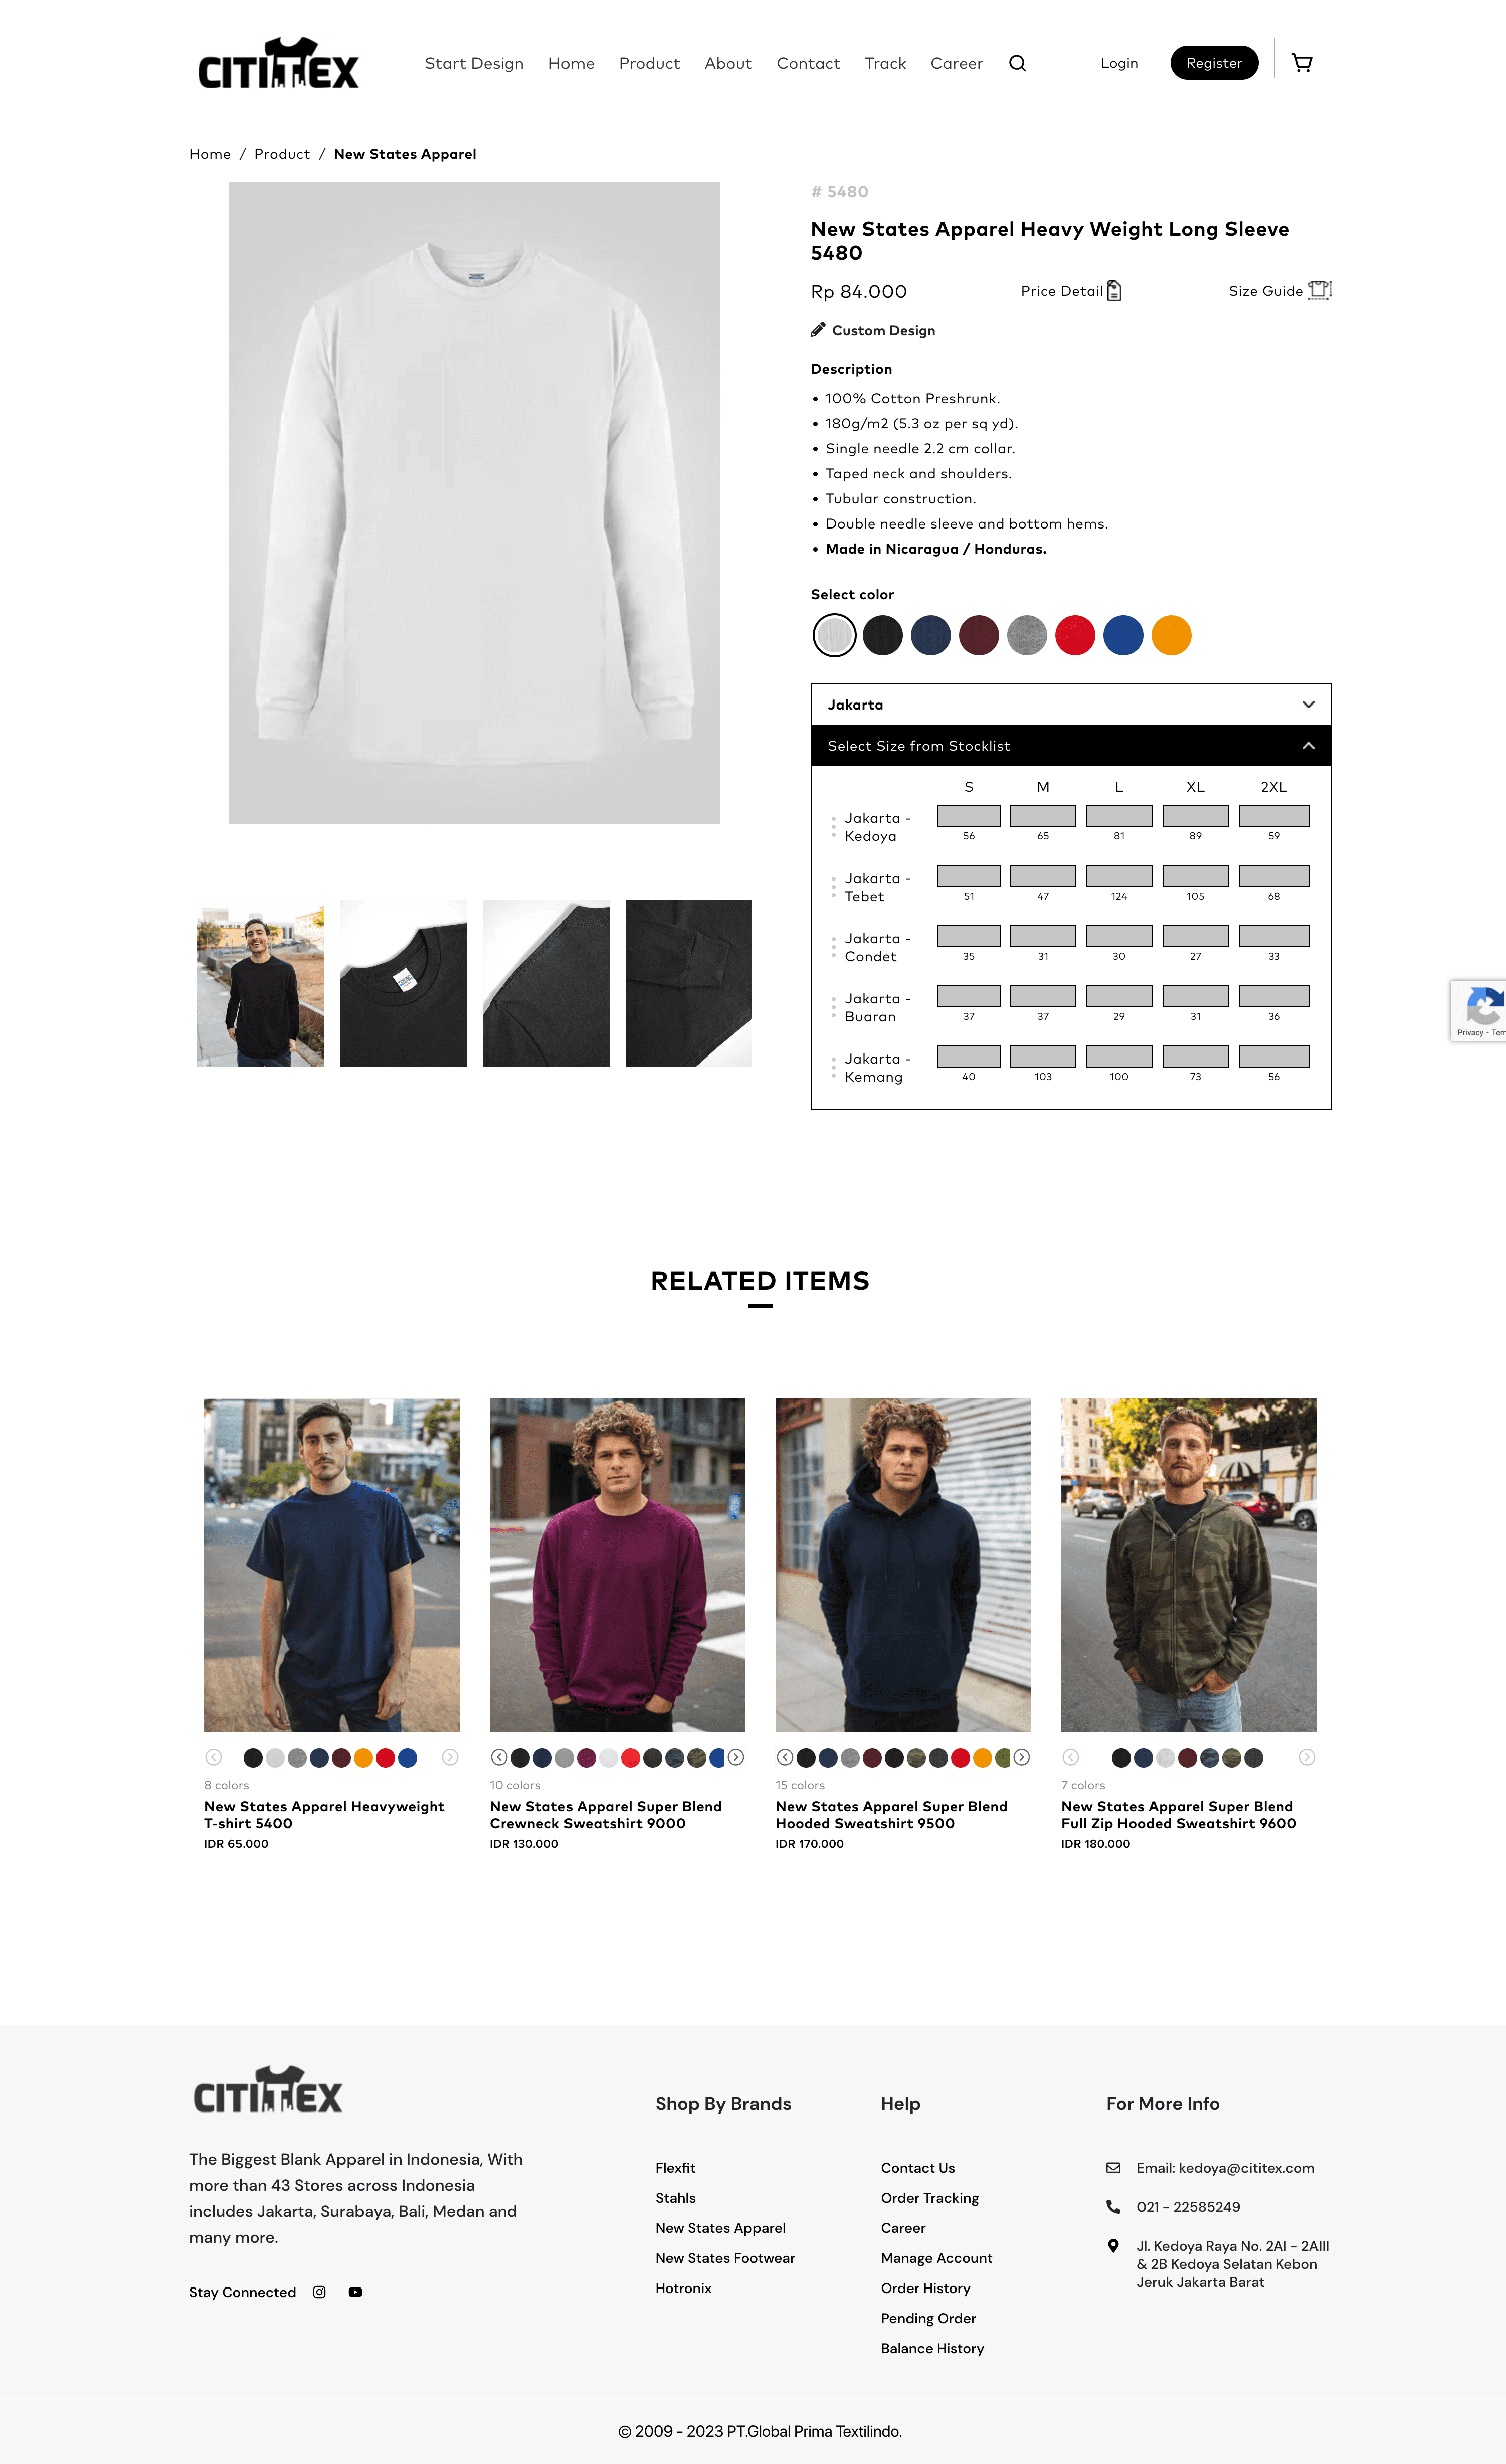 CITITEX
Start Design Home Product About Contact Track Career Login Register
Home / Product / New States Apparel
# 5480
New States Apparel Heavy Weight Long Sleeve
5480
Rp 84.000 Price Detail Size Guide
Custom Design
Description
• 100% Cotton Preshrunk.
• 180g/m2 (5.3 oz per sq yd).
• Single needle 2.2 cm collar.
• Taped neck and shoulders.
• Tubular construction.
• Double needle sleeve and bottom hems.
• Made in Nicaragua / Honduras.
Select color
Jakarta
Select Size from Stocklist
S M L XL 2XL
Jakarta -
Kedoya
56 65 81 89 59
Jakarta -
Tebet
51 47 124 105 68
Jakarta -
Condet
35 31 30 27 33
Jakarta -
Buaran
37 37 29 31 36
Jakarta -
Kemang
40 103 100 73 56
Privacy - Terr
RELATED ITEMS
8 colors
New States Apparel Heavyweight
T-shirt 5400
IDR 65.000
10 colors
New States Apparel Super Blend
Crewneck Sweatshirt 9000
IDR 130.000
15 colors
New States Apparel Super Blend
Hooded Sweatshirt 9500
IDR 170.000
7 colors
New States Apparel Super Blend
Full Zip Hooded Sweatshirt 9600
IDR 180.000
CITITEX
The Biggest Blank Apparel in Indonesia, With
more than 43 Stores across Indonesia
includes Jakarta, Surabaya, Bali, Medan and
many more.
Stay Connected
Shop By Brands
Flexfit
Stahls
New States Apparel
New States Footwear
Hotronix
Help
Contact Us
Order Tracking
Career
Manage Account
Order History
Pending Order
Balance History
For More Info
Email: kedoya@cititex.com
021 - 22585249
Jl. Kedoya Raya No. 2AI - 2AIII
& 2B Kedoya Selatan Kebon
Jeruk Jakarta Barat
© 2009 - 2023 PT.Global Prima Textilindo.